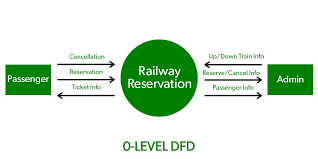 Cancellation
Up/Down Train Info
Passenger
Reservation
Railway
Reservation
Reserve/Cancel Info
Admin
Ticket Info
Passenger Info
0-LEVEL DFD